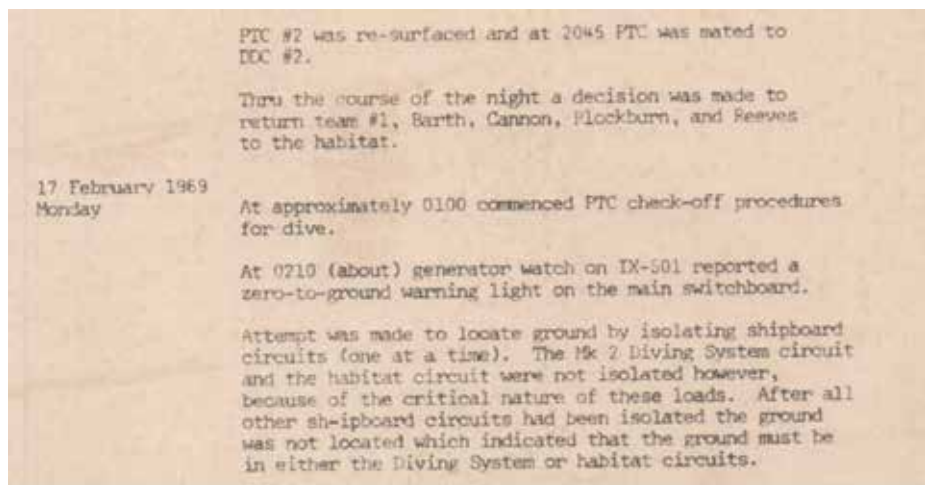 PTC #2 was re-surfaced and at 2045 PTC was mated to
DDC #2.
Thru the course of the night a decision was made to
return team #1, Barth, Cannon, Blockburn, and Reeves
to the habitat.
17 February 1969
Monday
At approximately 0100 commenced PTC check-off procedures
for dive.
At 0210 (about) generator watch on IX-501 reported a
zero-to-ground warning light on the main switchboard.
Attempt was made to locate ground by isolating shipboard
circuits (one at a time). The Mk 2 Diving System circuit
and the habitat circuit were not isolated however,
because of the critical nature of these loads. After all
other sh-ipboard circuits had been isolated the ground
was not located which indicated that the ground must be
in either the Diving System or habitat circuits.